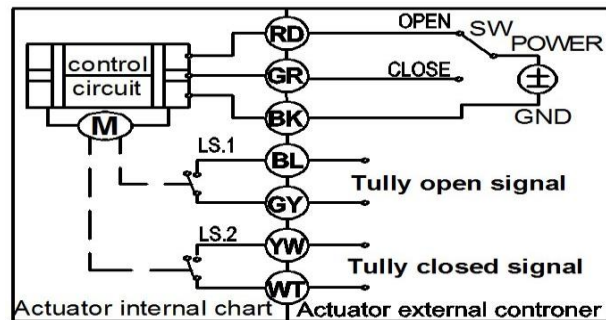 RD
OPEN
SW
POWER
control
circuit
GR
CLOSE
±
GND
BK
M
LS.1
BL
Tully open signal
GY
LS.2
YW
Tully closed signal
WT
Actuator internal chart
Actuator external controner